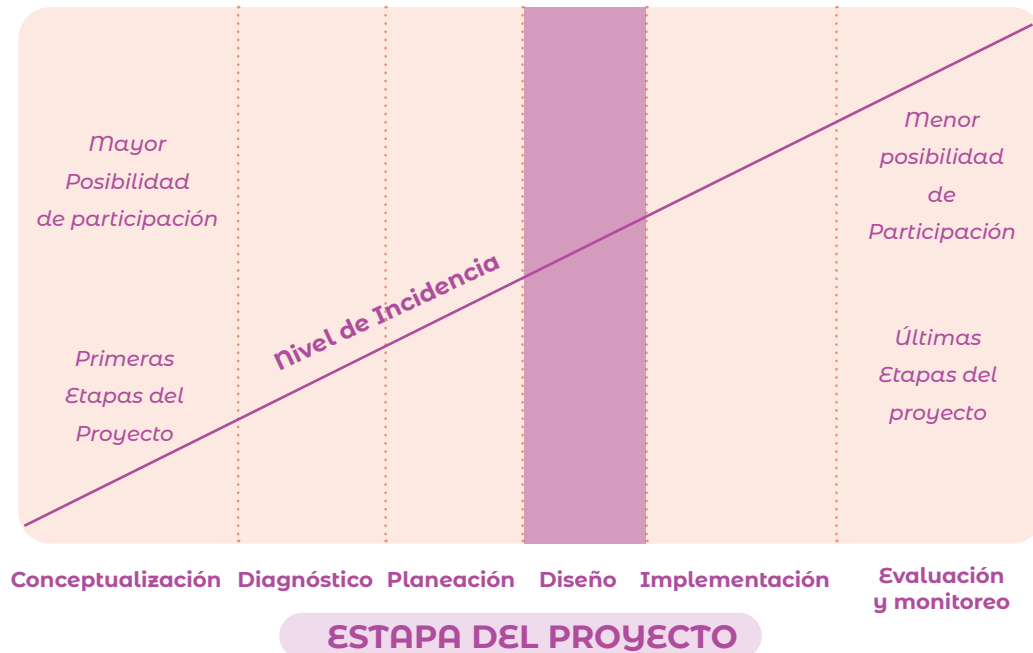 Mayor
Posibilidad
de participación
Primeras
Etapas del
Proyecto
Nivel de Incidencia
Menor
posibilidad
de
Participación
Últimas
Etapas del
proyecto
Conceptualización
Diagnóstico
Planeación
Diseño
Implementación
Evaluación
y monitoreo
ESTAPA DEL PROYECTO